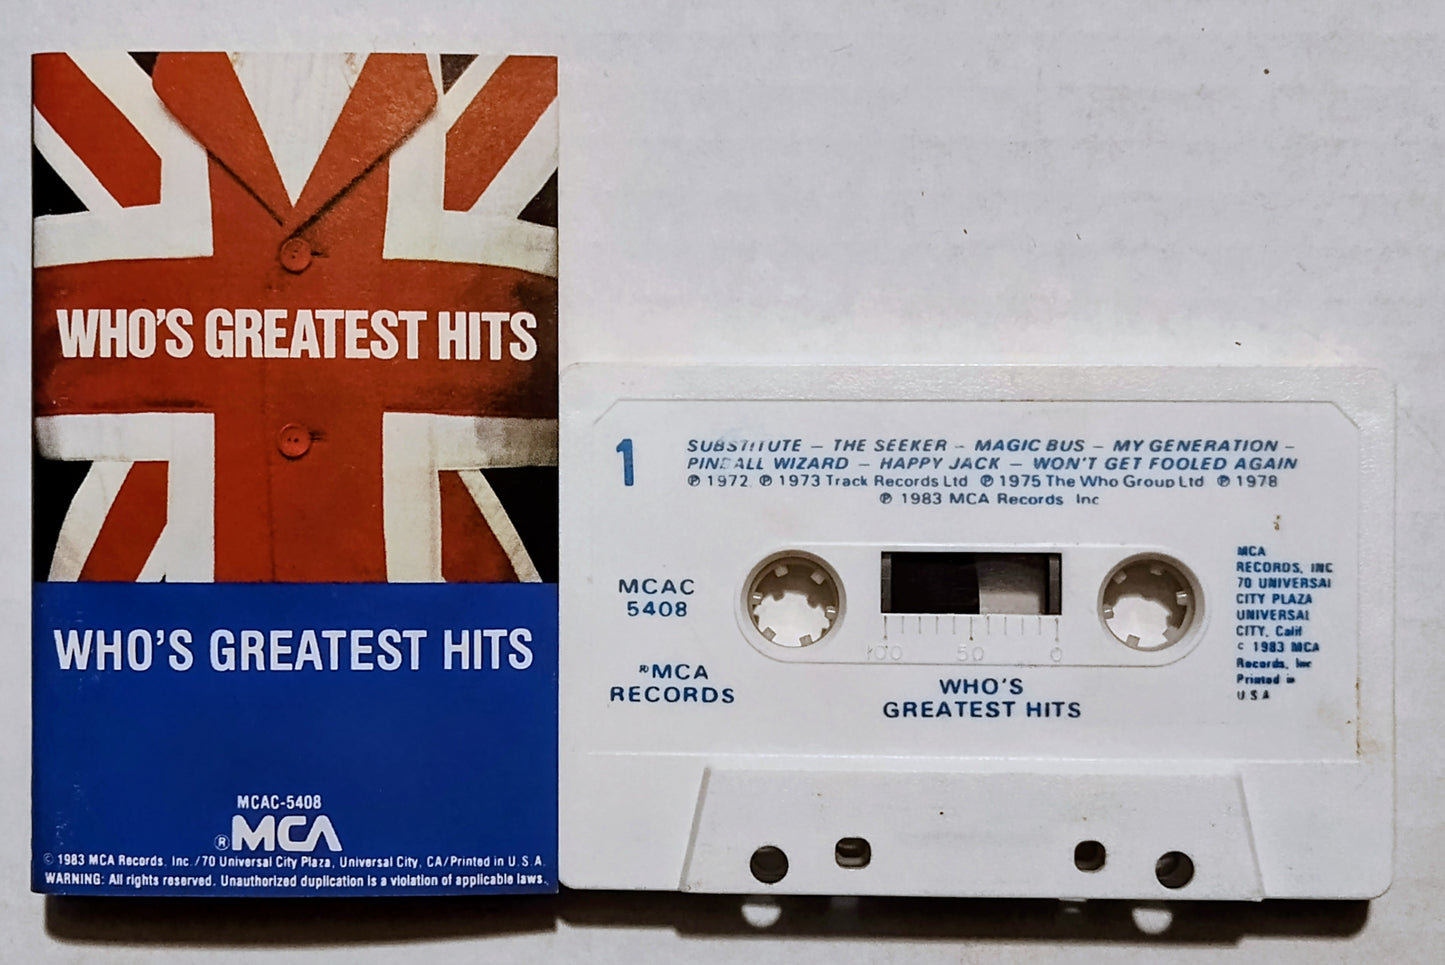 WHO'S GREATEST HITS
WHO'S GREATEST HITS
MCAC-5408
® MCA
© 1983 MCA Records, Inc. / 70 Universal City Plaza, Universal City, CA/Printed in U.S.A.
WARNING: All rights reserved. Unauthorized duplication is a violation of applicable laws.
1
SUBSTITUTE – THE SEEKER – MAGIC BUS – MY GENERATION –
PINBALL WIZARD – HAPPY JACK – WON'T GET FOOLED AGAIN
℗ 1972 ℗ 1973 Track Records Ltd ℗ 1975 The Who Group Ltd ℗ 1978
℗ 1983 MCA Records Inc
MCAC
5408
®MCA
RECORDS
100 50 0
WHO'S
GREATEST HITS
MCA
RECORDS, INC
70 UNIVERSAL
CITY PLAZA
UNIVERSAL
CITY, Calif
c 1983 MCA
Records, Inc
Printed in
U S A